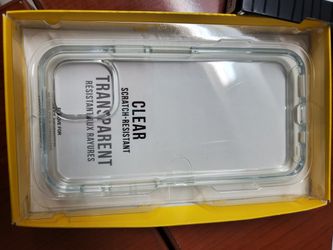 CLEAR
SCRATCH-RESISTANT
TRANSPARENT
RÉSISTANT AUX RAYURES